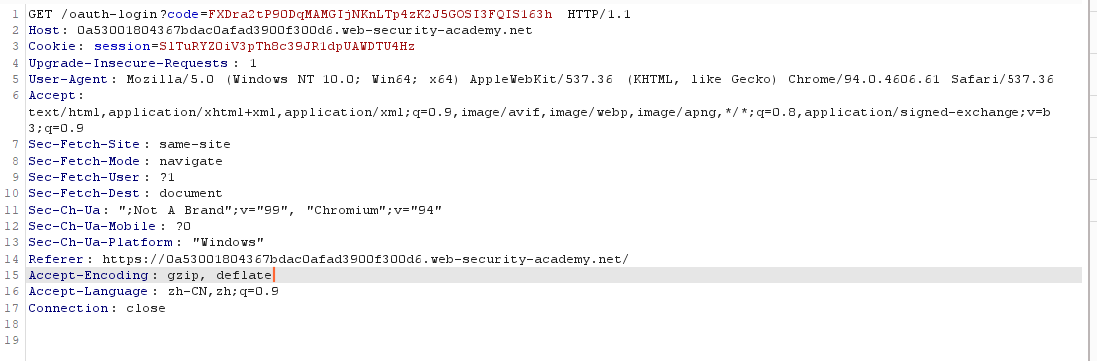 1 GET /oauth-login?code=FXDra2tP9ODqMAMGIjNKnLTp4zK2J5GOSI3FQIS163h HTTP/1.1
2 Host: 0a53001804367bdac0afad3900f300d6.web-security-academy.net
3 Cookie: session=SlTuRYZ0iV3pTh8c39JR1dpUAWDTU4Hz
4 Upgrade-Insecure-Requests: 1
5 User-Agent: Mozilla/5.0 (Windows NT 10.0; Win64; x64) AppleWebKit/537.36 (KHTML, like Gecko) Chrome/94.0.4606.61 Safari/537.36
6 Accept:
text/html,application/xhtml+xml,application/xml;q=0.9,image/avif,image/webp,image/apng,*/*;q=0.8,application/signed-exchange;v=b
3;q=0.9
7 Sec-Fetch-Site: same-site
8 Sec-Fetch-Mode: navigate
9 Sec-Fetch-User: ?1
10 Sec-Fetch-Dest: document
11 Sec-Ch-Ua: ";Not A Brand";v="99", "Chromium";v="94"
12 Sec-Ch-Ua-Mobile: ?0
13 Sec-Ch-Ua-Platform: "Windows"
14 Referer: https://0a53001804367bdac0afad3900f300d6.web-security-academy.net/
15 Accept-Encoding: gzip, deflate
16 Accept-Language: zh-CN,zh;q=0.9
17 Connection: close
18
19